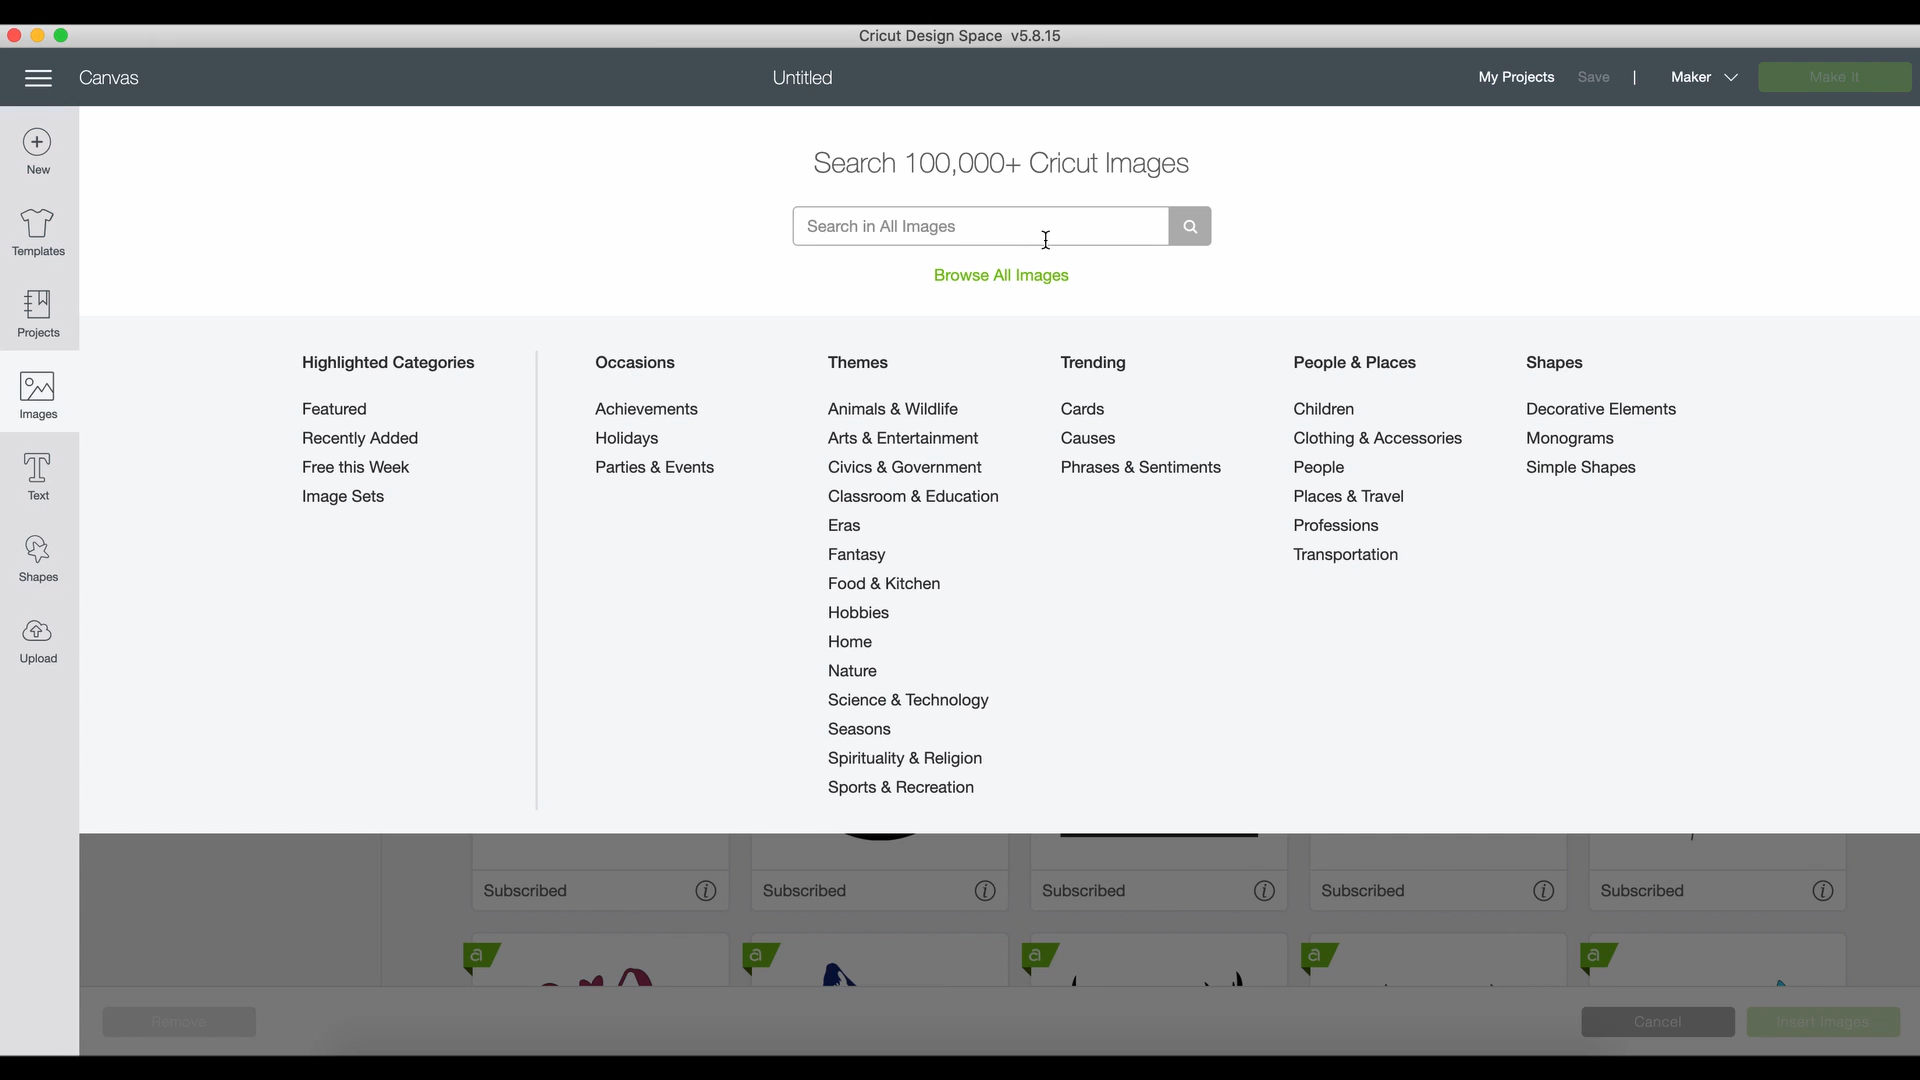 Cricut Design Space v5.8.15
Canvas
Untitled
My Projects Save | Maker Make It
New
Templates
Projects
Images
Text
Shapes
Upload
Search 100,000+ Cricut Images
Search in All Images
Browse All Images
Highlighted Categories
Featured
Recently Added
Free this Week
Image Sets
Occasions
Achievements
Holidays
Parties & Events
Themes
Animals & Wildlife
Arts & Entertainment
Civics & Government
Classroom & Education
Eras
Fantasy
Food & Kitchen
Hobbies
Home
Nature
Science & Technology
Seasons
Spirituality & Religion
Sports & Recreation
Trending
Cards
Causes
Phrases & Sentiments
People & Places
Children
Clothing & Accessories
People
Places & Travel
Professions
Transportation
Shapes
Decorative Elements
Monograms
Simple Shapes
Subscribed Subscribed Subscribed Subscribed Subscribed
a a a a a
Remove Cancel Insert Images